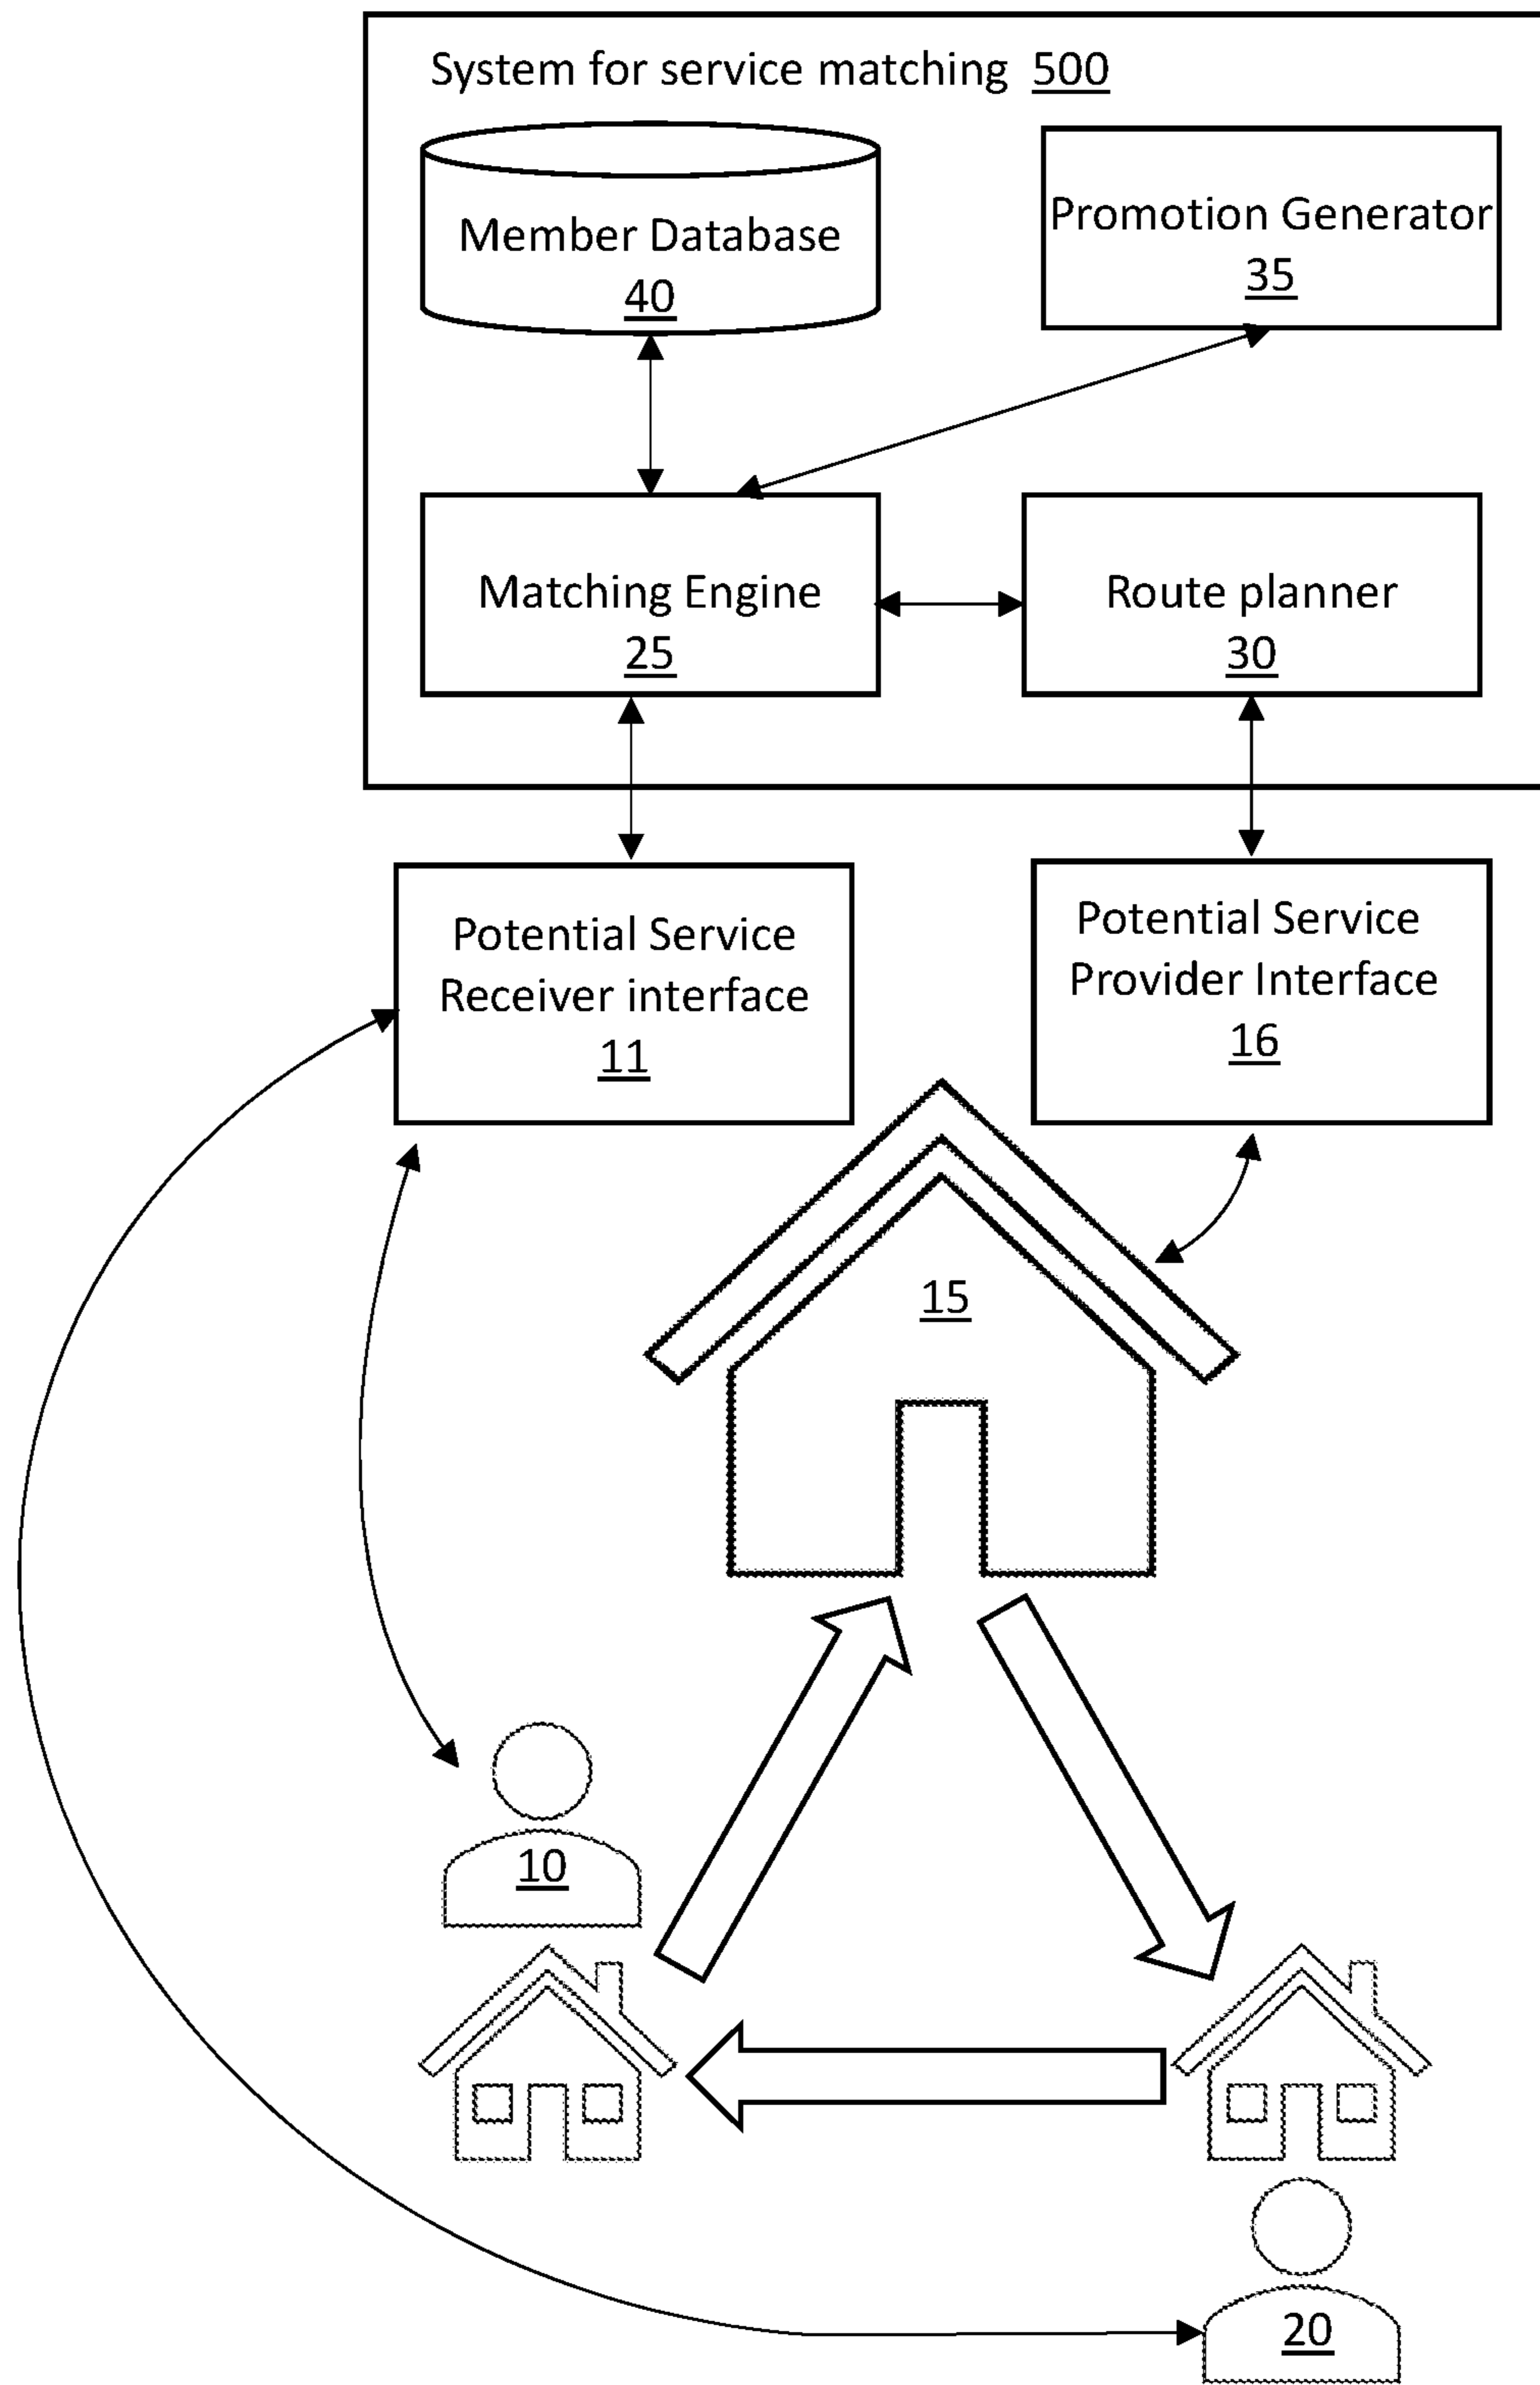 System for service matching 500
Member Database
40
Promotion Generator
35
Matching Engine
25
Route planner
30
Potential Service
Receiver interface
11
Potential Service
Provider Interface
16
15
10
20